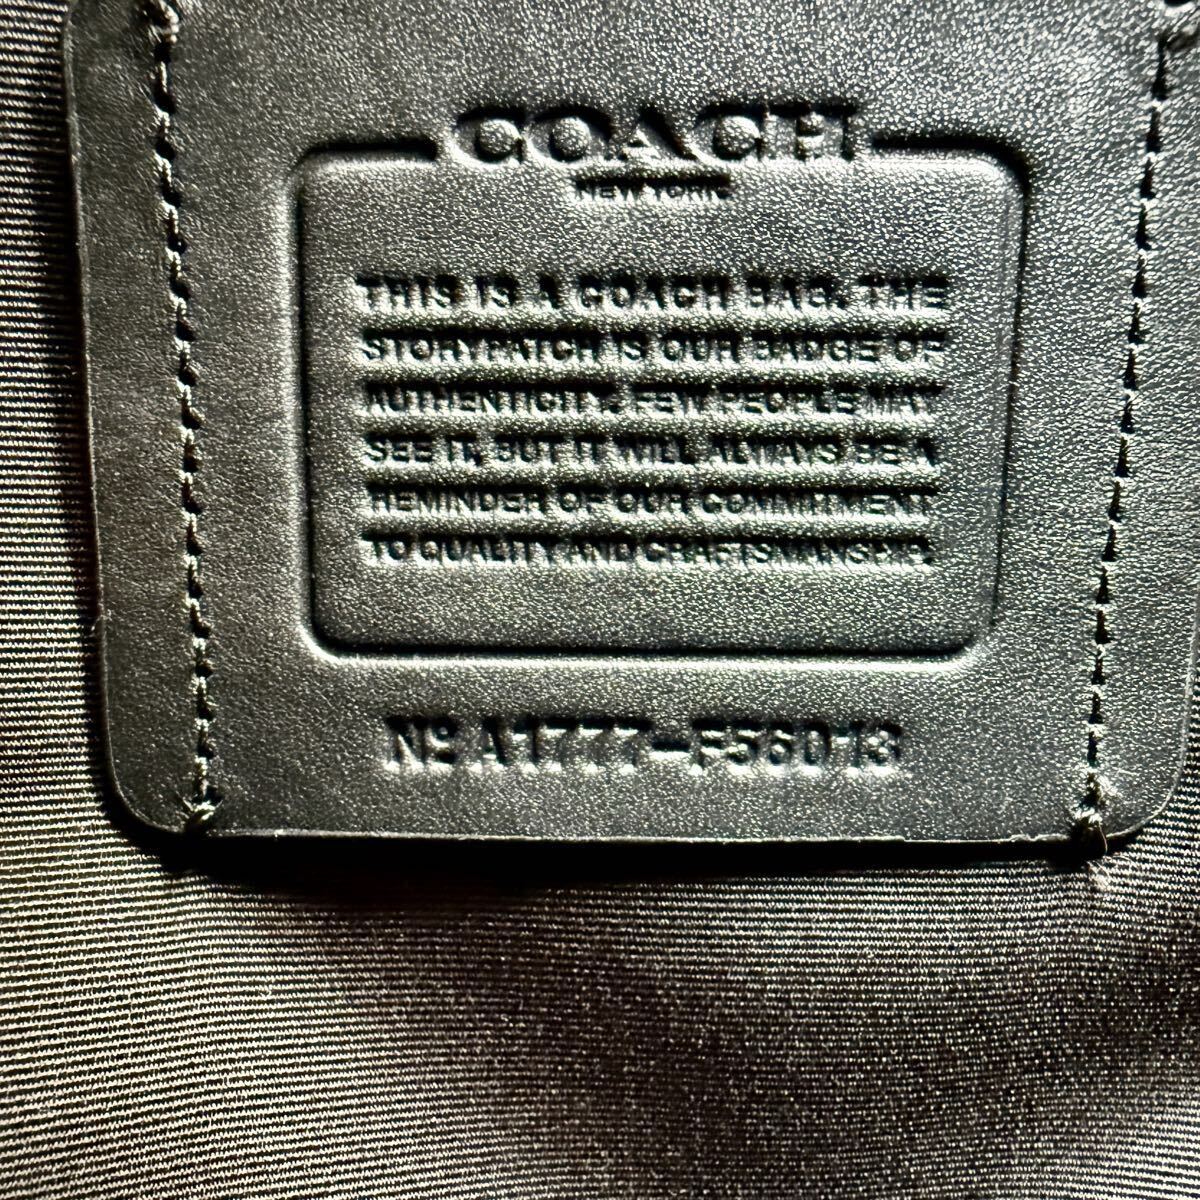 COACH
NEW YORK
THIS IS A COACH BAG. THE
STORYPATCH IS OUR BADGE OF
AUTHENTICITY. FEW PEOPLE MAY
SEE IT, BUT IT WILL ALWAYS BE A
REMINDER OF OUR COMMITMENT
TO QUALITY AND CRAFTSMANSHIP.
Nº A1777-F56013